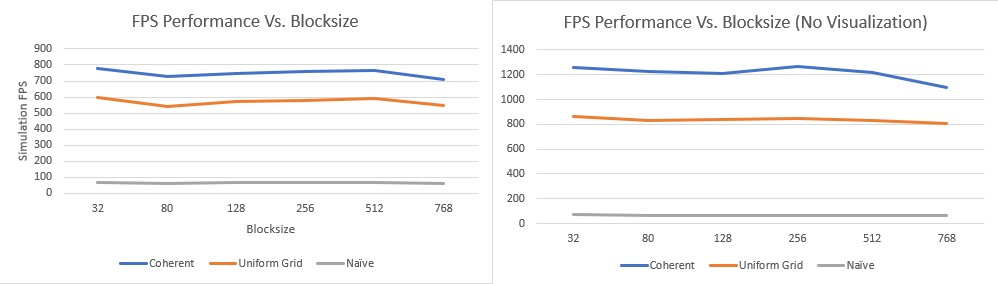 FPS Performance Vs. Blocksize
900
800
700
600
500
400
300
200
100
0
Simulation FPS
32 80 128 256 512 768
Blocksize
Coherent Uniform Grid Naïve
FPS Performance Vs. Blocksize (No Visualization)
1400
1200
1000
800
600
400
200
0
32 80 128 256 512 768
Coherent Uniform Grid Naïve